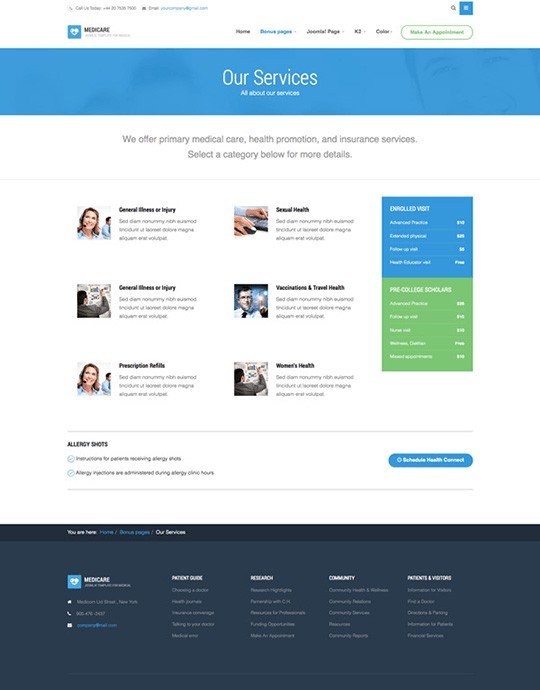 Call Us Today: +44 20 7635 7600 Email: yourcompany@gmail.com
MEDICARE
JOOMLA! TEMPLATE FOR MEDICAL
Home Bonus pages Joomla! Page K2 Color Make An Appointment
Our Services
All about our services
We offer primary medical care, health promotion, and insurance services.
Select a category below for more details.
General Illness or Injury
Sed diam nonummy nibh euismod
tincidunt ut laoreet dolore magna
aliquam erat volutpat.
Sexual Health
Sed diam nonummy nibh euismod
tincidunt ut laoreet dolore magna
aliquam erat volutpat.
ENROLLED VISIT
Advanced Practice $10
Extended physical $25
Follow up visit $5
Health Educator visit Free
General Illness or Injury
Sed diam nonummy nibh euismod
tincidunt ut laoreet dolore magna
aliquam erat volutpat.
Vaccinations & Travel Health
Sed diam nonummy nibh euismod
tincidunt ut laoreet dolore magna
aliquam erat volutpat.
PRE-COLLEGE SCHOLARS
Advanced Practice $35
Follow up visit $10
Nurse visit $10
Wellness, Dietitian Free
Missed appointments $10
Prescription Refills
Sed diam nonummy nibh euismod
tincidunt ut laoreet dolore magna
aliquam erat volutpat.
Women's Health
Sed diam nonummy nibh euismod
tincidunt ut laoreet dolore magna
aliquam erat volutpat.
ALLERGY SHOTS
Instructions for patients receiving allergy shots
Allergy injections are administered during allergy clinic hours
Schedule Health Connect
You are here: Home / Bonus pages / Our Services
MEDICARE
JOOMLA! TEMPLATE FOR MEDICAL
Medicom Ltd Street , New York
900-476 -2437
company@mail.com
PATIENT GUIDE
Choosing a doctor
Health journals
Insurance converage
Talking to your doctor
Medical error
RESEARCH
Research Hightlights
Partnership with C.H.
Resources for Professionals
Funding Opportunities
Make An Appointment
COMMUNITY
Community Health & Wellness
Community Relations
Community Services
Resources
Community Reports
PATIENTS & VISITORS
Information for Visitors
Find a Doctor
Directions & Parking
Information for Patients
Financial Services